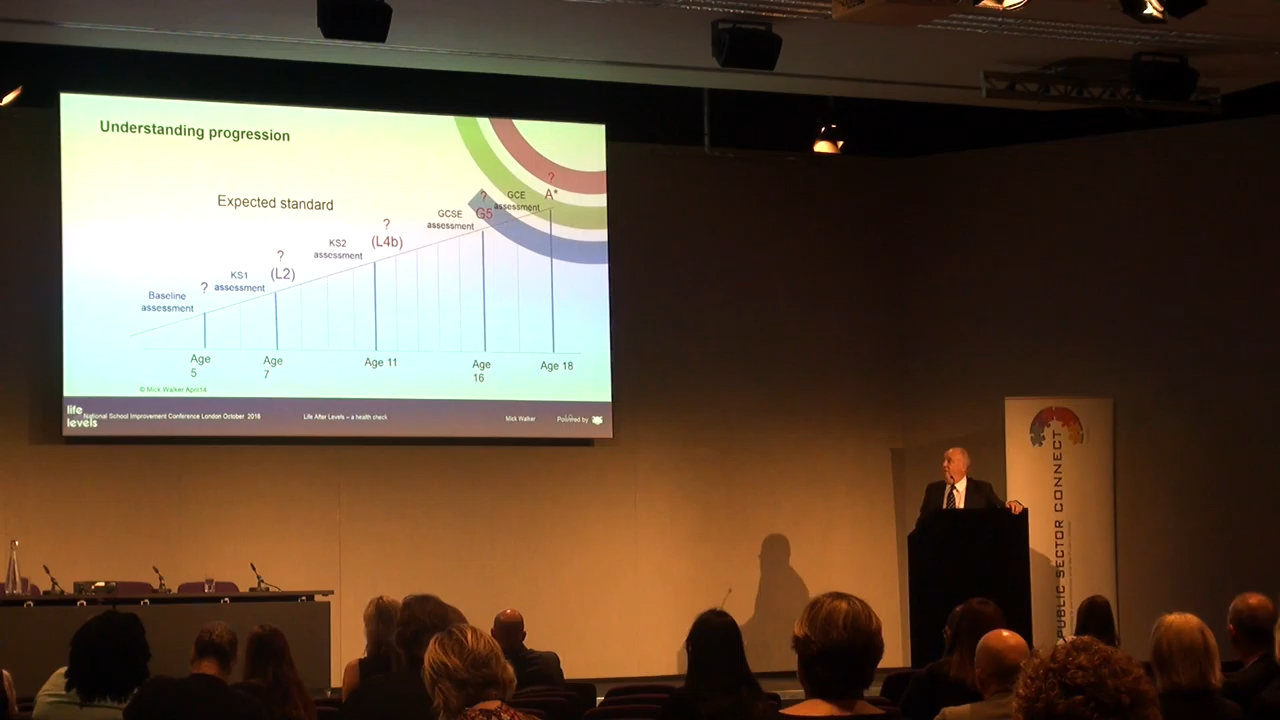 Understanding progression
Expected standard
Baseline
assessment
?
KS1
assessment
?
(L2)
KS2
assessment
?
(L4b)
GCSE
assessment
?
G5
GCE
assessment
?
A*
Age
5
Age
7
Age 11
Age
16
Age 18
© Mick Walker April14
life
levels
National School Improvement Conference London October 2016
Life After Levels – a health check
Mick Walker
Powered by
PUBLIC SECTOR CONNECT